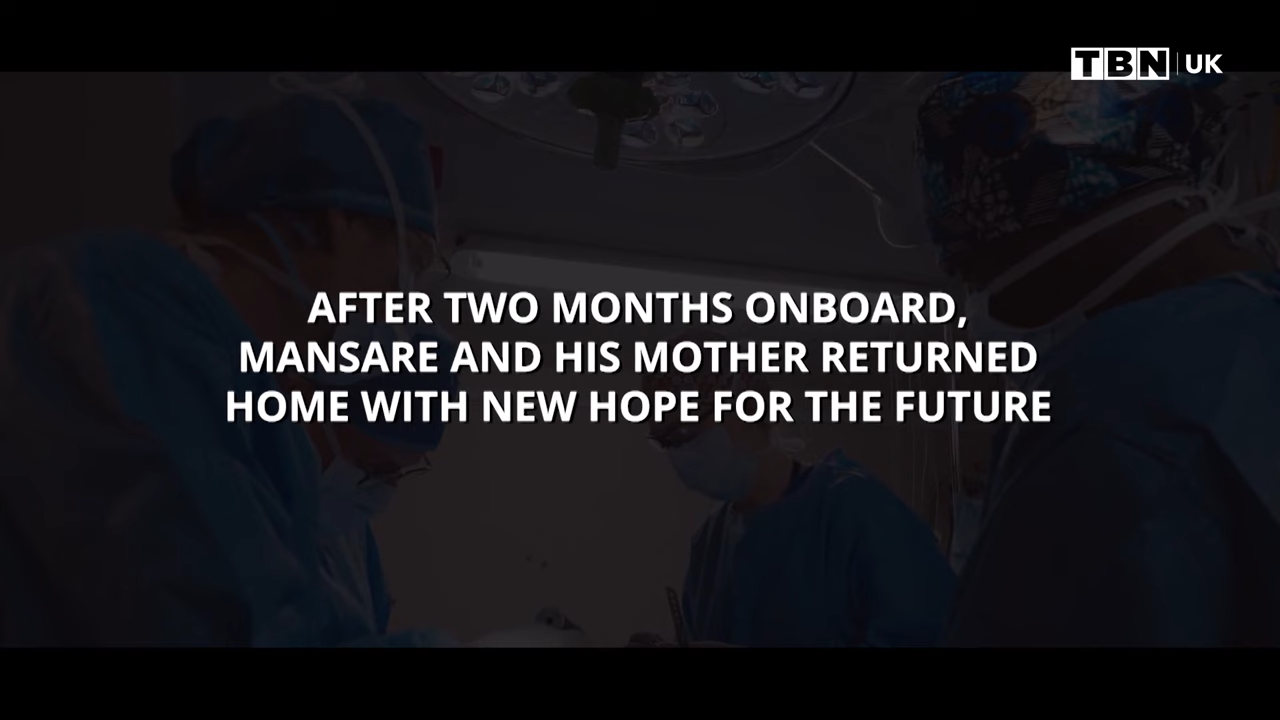 TBN | UK
AFTER TWO MONTHS ONBOARD,
MANSARE AND HIS MOTHER RETURNED
HOME WITH NEW HOPE FOR THE FUTURE